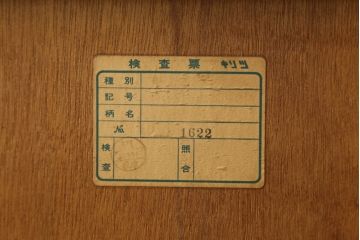 検査票 キリツ
種別
記号
柄名
№ 1622
検査 照合